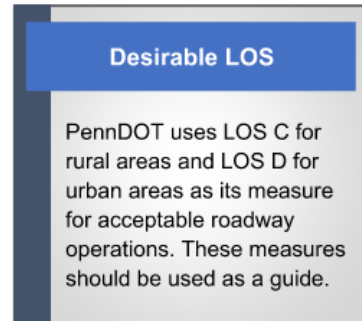 Desirable LOS
PennDOT uses LOS C for
rural areas and LOS D for
urban areas as its measure
for acceptable roadway
operations. These measures
should be used as a guide.